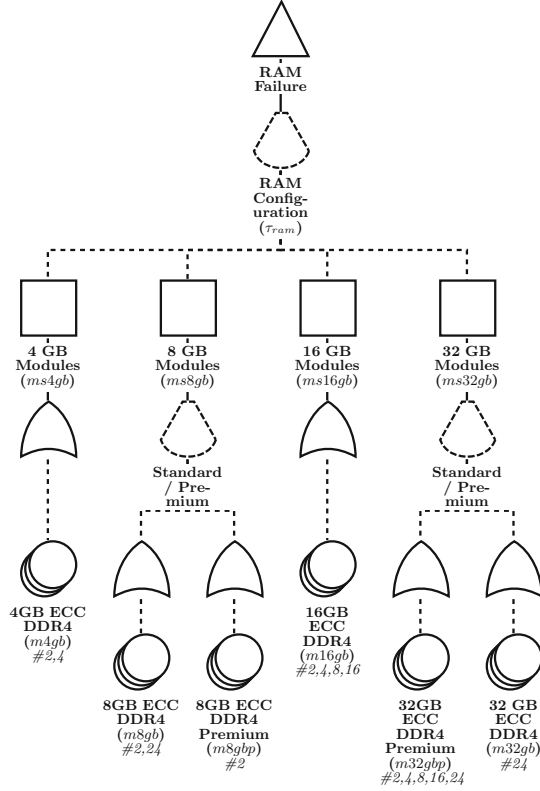 RAM
Failure
RAM
Config-
uration
(τram)
4 GB
Modules
(ms4gb)
8 GB
Modules
(ms8gb)
16 GB
Modules
(ms16gb)
32 GB
Modules
(ms32gb)
Standard
/ Pre-
mium
Standard
/ Pre-
mium
4GB ECC
DDR4
(m4gb)
#2,4
16GB
ECC
DDR4
(m16gb)
#2,4,8,16
8GB ECC
DDR4
(m8gb)
#2,24
8GB ECC
DDR4
Premium
(m8gbp)
#2
32GB
ECC
DDR4
Premium
(m32gbp)
#2,4,8,16,24
32 GB
ECC
DDR4
(m32gb)
#24